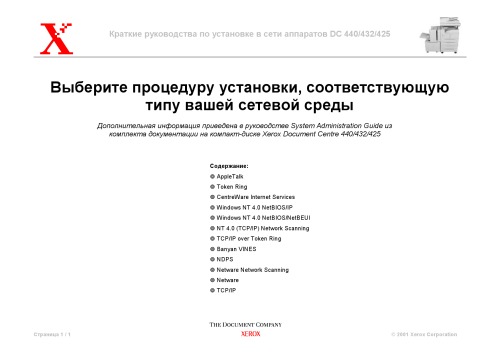 Краткие руководства по установке в сети аппаратов DC 440/432/425
Выберите процедуру установки, соответствующую
типу вашей сетевой среды
Дополнительная информация приведена в руководстве System Administration Guide из
комплекта документации на компакт-диске Xerox Document Centre 440/432/425
Содержание:
AppleTalk
Token Ring
CentreWare Internet Services
Windows NT 4.0 NetBIOS/IP
Windows NT 4.0 NetBIOS/NetBEUI
NT 4.0 (TCP/IP) Network Scanning
TCP/IP over Token Ring
Banyan VINES
NDPS
Netware Network Scanning
Netware
TCP/IP
THE DOCUMENT COMPANY
XEROX
Страница 1 / 1
© 2001 Xerox Corporation